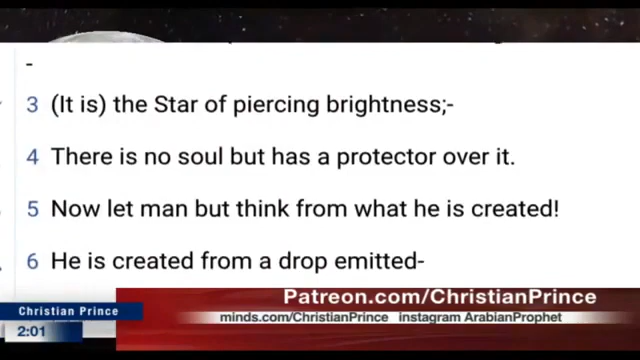 -
3 (It is) the Star of piercing brightness;-
4 There is no soul but has a protector over it.
5 Now let man but think from what he is created!
6 He is created from a drop emitted-
Christian Prince
Patreon.com/ChristianPrince
2:01
minds.com/ChristianPrince instagram ArabianProphet